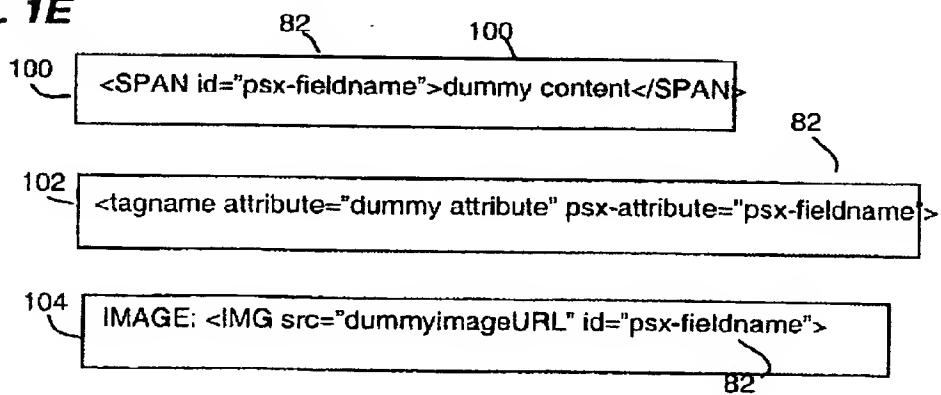 . 1E
82 100
100 <SPAN id="psx-fieldname">dummy content</SPAN>
82
102 <tagname attribute="dummy attribute" psx-attribute="psx-fieldname">
104 IMAGE: <IMG src="dummyimageURL" id="psx-fieldname">
82